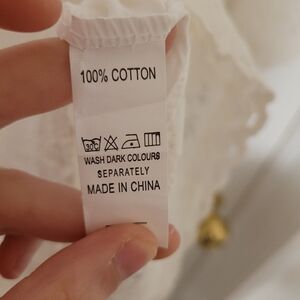 100% COTTON
30°
WASH DARK COLOURS
SEPARATELY
MADE IN CHINA